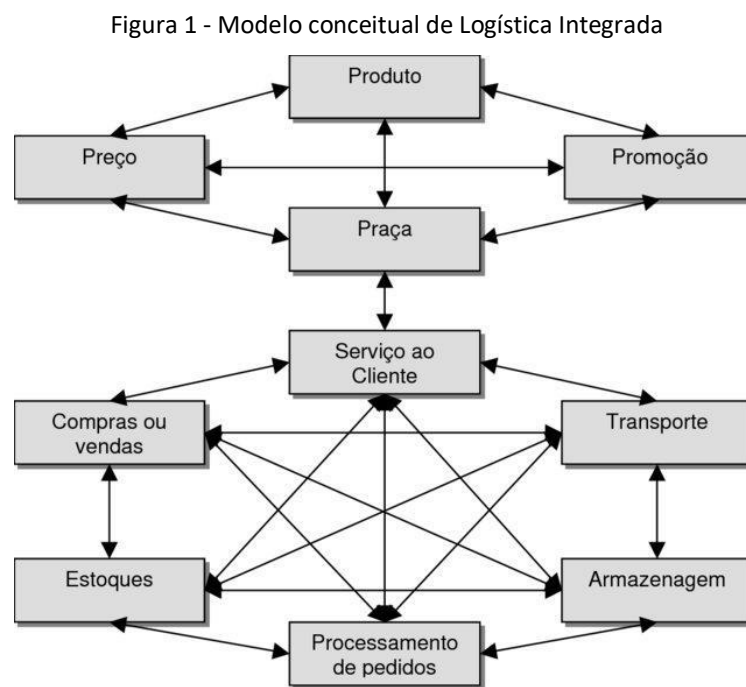 Figura 1 - Modelo conceitual de Logística Integrada
Produto
Preço
Promoção
Praça
Serviço ao
Cliente
Compras ou
vendas
Transporte
Estoques
Armazenagem
Processamento
de pedidos